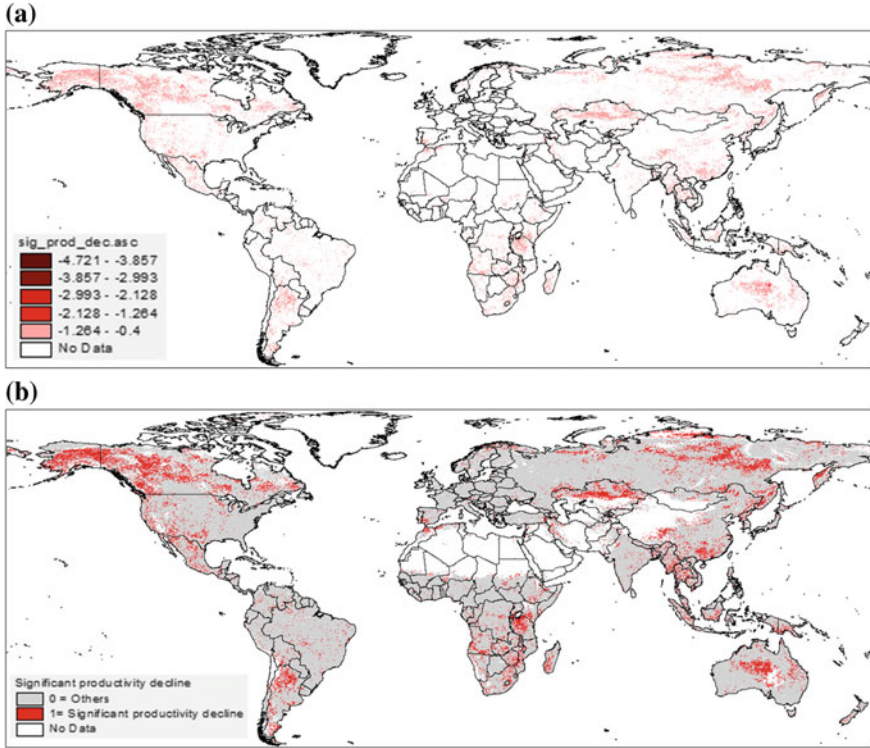 (a)
sig_prod_dec.asc
-4.721 - -3.857
-3.857 - -2.993
-2.993 - -2.128
-2.128 - -1.264
-1.264 - -0.4
No Data
(b)
Significant productivity decline
0 = Others
1= Significant productivity decline
No Data